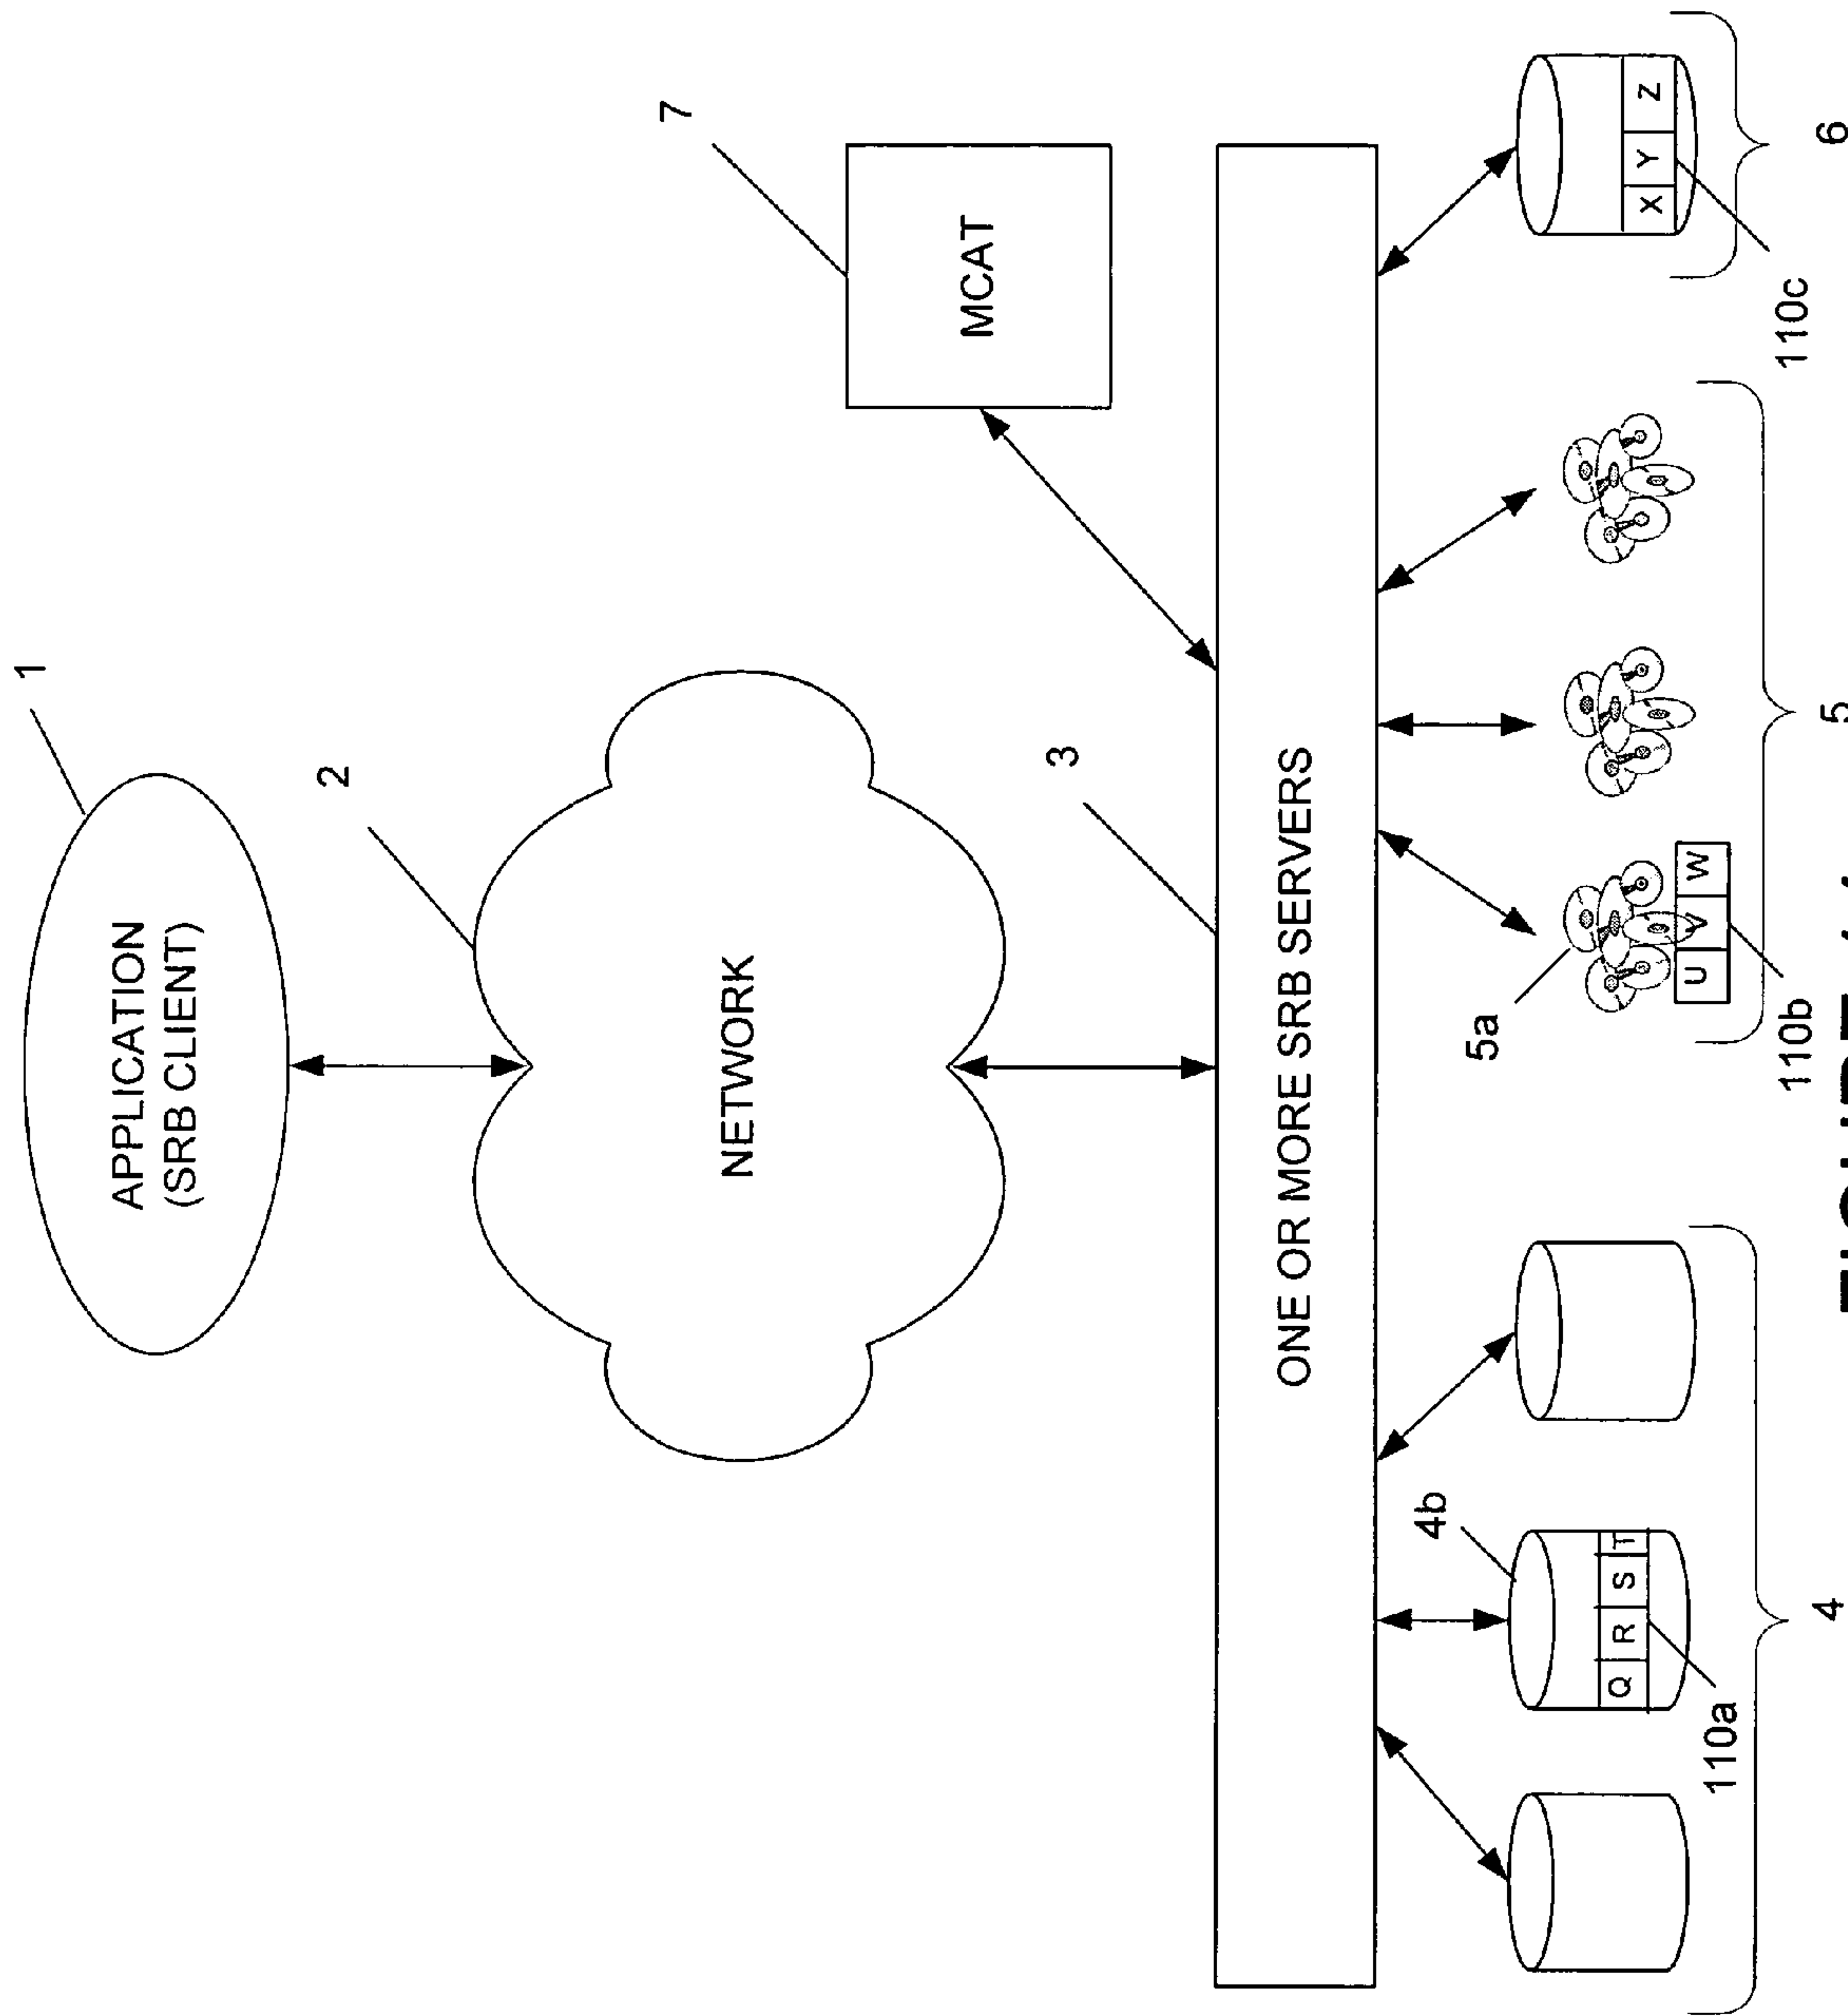 1
APPLICATION
(SRB CLIENT)
2
NETWORK
7
MCAT
3
ONE OR MORE SRB SERVERS
4b
5a
Q R S T
U V W
X Y Z
110a
110b
110c
4
5
6